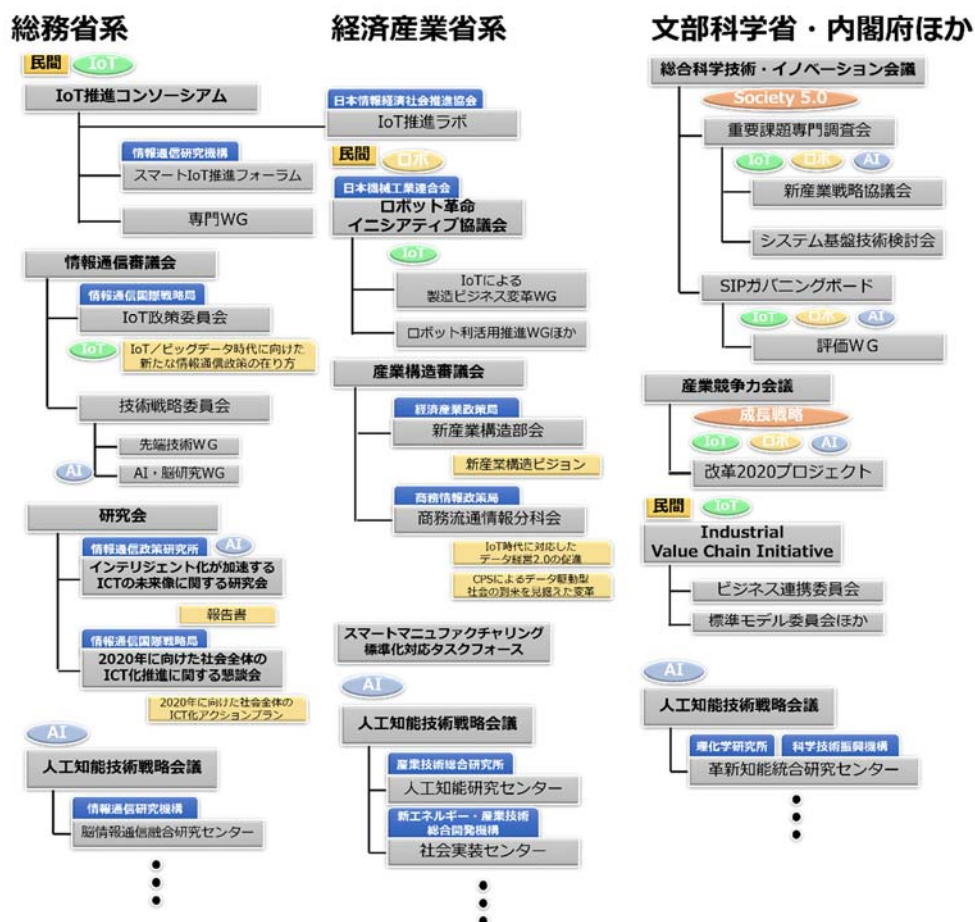 総務省系
民間
IoT
IoT推進コンソーシアム
情報通信研究機構
スマートIoT推進フォーラム
専門WG
情報通信審議会
情報通信国際戦略局
IoT政策委員会
IoT
IoT／ビッグデータ時代に向けた
新たな情報通信政策の在り方
技術戦略委員会
先端技術WG
AI
AI・脳研究WG
研究会
情報通信政策研究所
AI
インテリジェント化が加速する
ICTの未来像に関する研究会
報告書
情報通信国際戦略局
2020年に向けた社会全体の
ICT化推進に関する懇談会
2020年に向けた社会全体の
ICT化アクションプラン
AI
人工知能技術戦略会議
情報通信研究機構
脳情報通信融合研究センター
経済産業省系
日本情報経済社会推進協会
IoT推進ラボ
民間
ロボ
日本機械工業連合会
ロボット革命
イニシアティブ協議会
IoT
IoTによる
製造ビジネス変革WG
ロボット利活用推進WGほか
産業構造審議会
経済産業政策局
新産業構造部会
新産業構造ビジョン
商務情報政策局
商務流通情報分科会
IoT時代に対応した
データ経営2.0の促進
CPSによるデータ駆動型
社会の到来を見据えた変革
スマートマニュファクチャリング
標準化対応タスクフォース
AI
人工知能技術戦略会議
産業技術総合研究所
人工知能研究センター
新エネルギー・産業技術
総合開発機構
社会実装センター
文部科学省・内閣府ほか
総合科学技術・イノベーション会議
Society 5.0
重要課題専門調査会
IoT
ロボ
AI
新産業戦略協議会
システム基盤技術検討会
SIPガバニングボード
IoT
ロボ
AI
評価WG
産業競争力会議
成長戦略
IoT
ロボ
AI
改革2020プロジェクト
民間
IoT
Industrial
Value Chain Initiative
ビジネス連携委員会
標準モデル委員会ほか
AI
人工知能技術戦略会議
理化学研究所
科学技術振興機構
革新知能統合研究センター